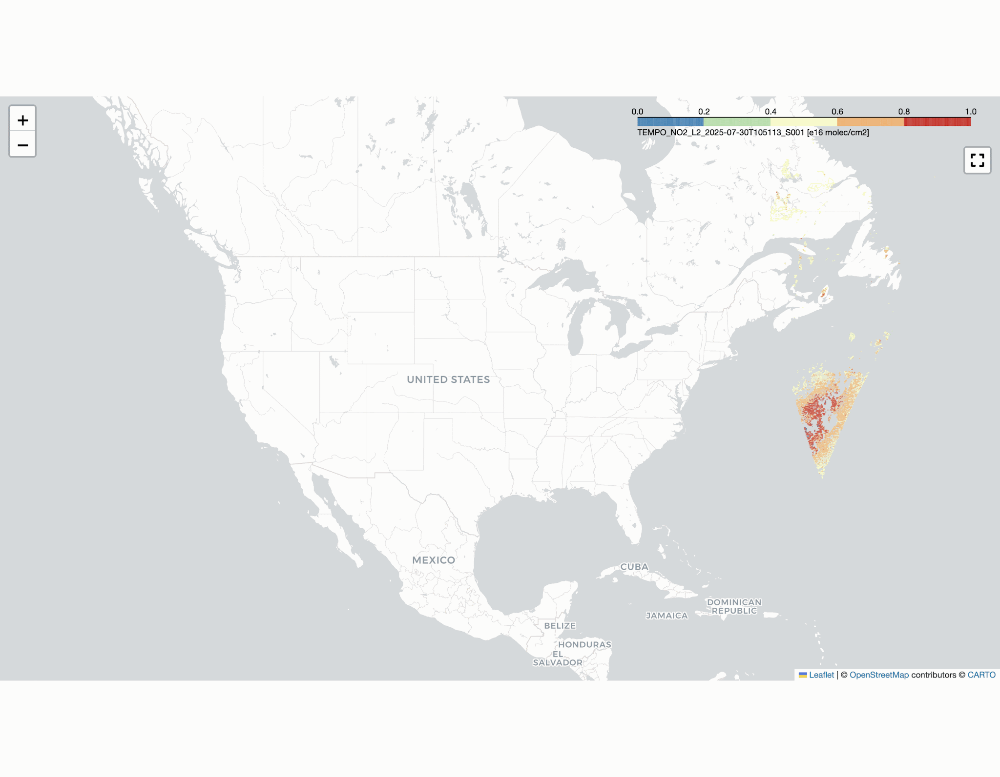 +
−
0.0 0.2 0.4 0.6 0.8 1.0
TEMPO_NO2_L2_2025-07-30T105113_S001 [e16 molec/cm2]
UNITED STATES
MEXICO
CUBA
DOMINICAN
REPUBLIC
JAMAICA
BELIZE
HONDURAS
EL
SALVADOR
Leaflet | © OpenStreetMap contributors © CARTO